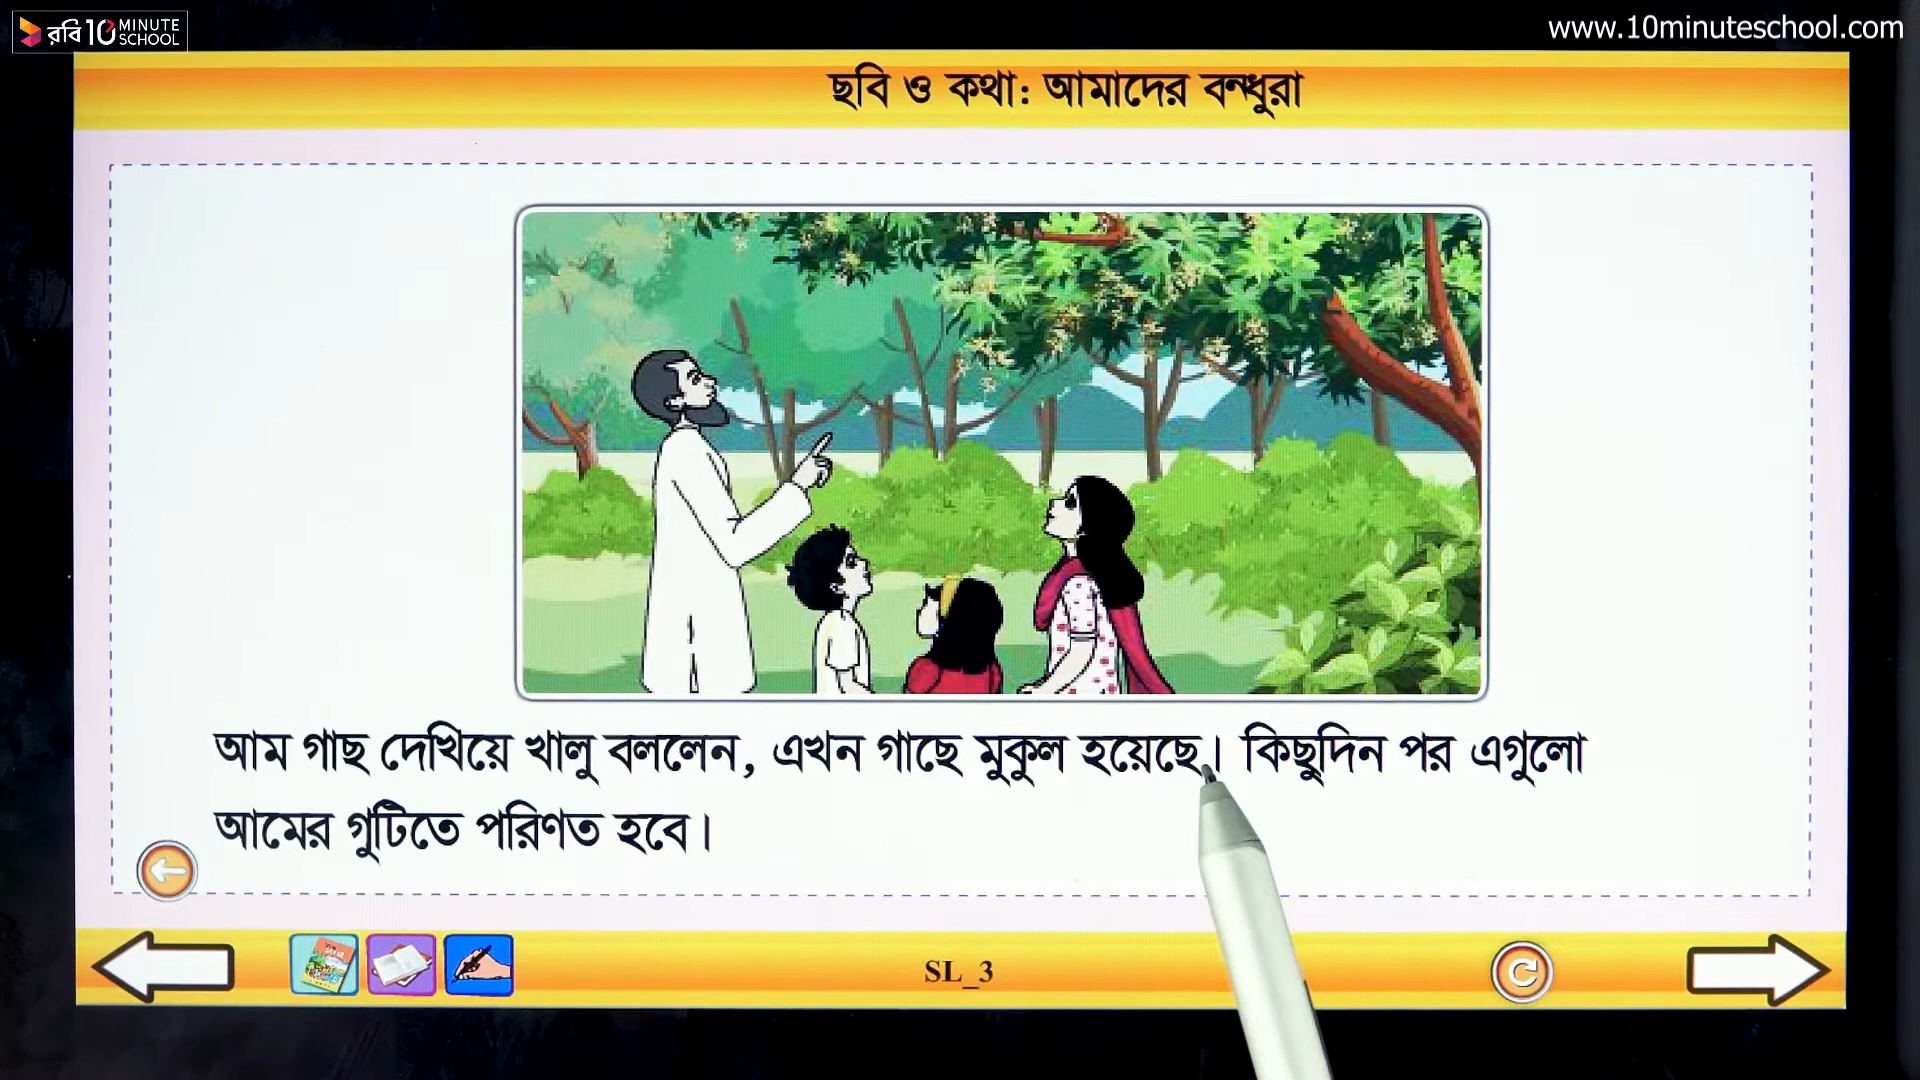 রবি 10 MINUTE SCHOOL
www.10minuteschool.com
ছবি ও কথা: আমাদের বন্ধুরা
আম গাছ দেখিয়ে খালু বললেন, এখন গাছে মুকুল হয়েছে। কিছুদিন পর এগুলো
আমের গুটিতে পরিণত হবে।
SL_3